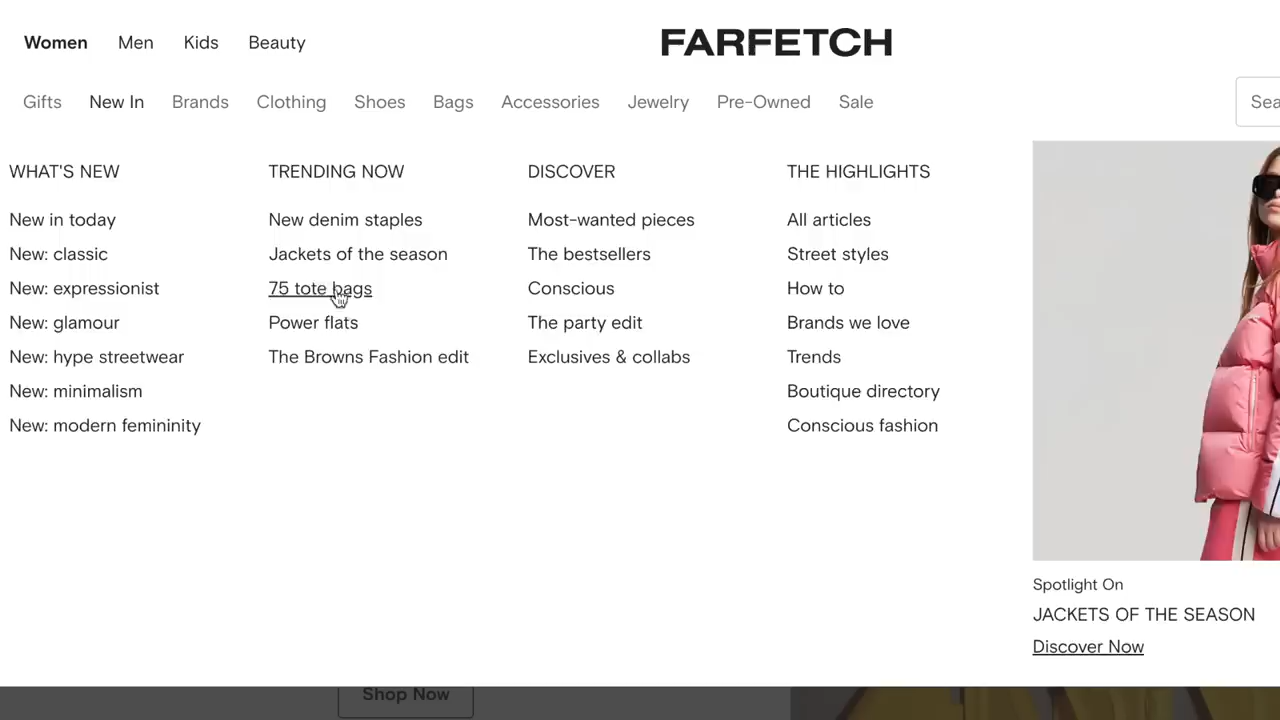 Women Men Kids Beauty
FARFETCH
Gifts New In Brands Clothing Shoes Bags Accessories Jewelry Pre-Owned Sale
WHAT'S NEW
New in today
New: classic
New: expressionist
New: glamour
New: hype streetwear
New: minimalism
New: modern femininity
TRENDING NOW
New denim staples
Jackets of the season
75 tote bags
Power flats
The Browns Fashion edit
DISCOVER
Most-wanted pieces
The bestsellers
Conscious
The party edit
Exclusives & collabs
THE HIGHLIGHTS
All articles
Street styles
How to
Brands we love
Trends
Boutique directory
Conscious fashion
Spotlight On
JACKETS OF THE SEASON
Discover Now
Shop Now